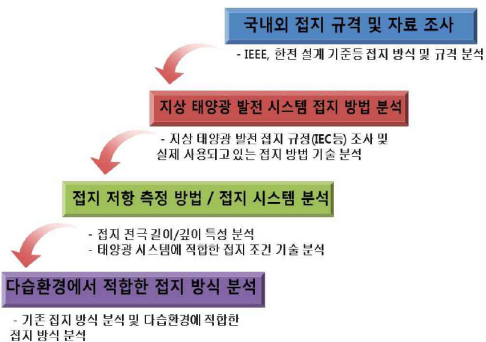 국내외 접지 규격 및 자료 조사
- IEEE, 한전 설계 기준등 접지 방식 및 규격 분석
지상 태양광 발전 시스템 접지 방법 분석
- 지상 태양광 발전 접지 규정(IEC등) 조사 및
실제 사용되고 있는 접지 방법 기술 분석
접지 저항 측정 방법 / 접지 시스템 분석
- 접지 전극 길이/깊이 특성 분석
- 태양광 시스템에 적합한 접지 조건 기술 분석
다습환경에서 적합한 접지 방식 분석
- 기존 접지 방식 분석 및 다습환경에 적합한
접지 방식 분석